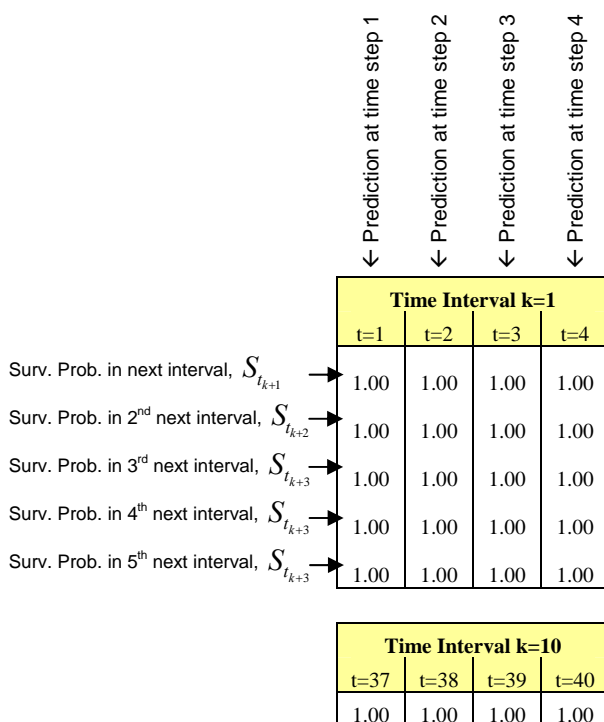 ← Prediction at time step 1
← Prediction at time step 2
← Prediction at time step 3
← Prediction at time step 4
Time Interval k=1
t=1 t=2 t=3 t=4
Surv. Prob. in next interval, S_{t_{k+1}} → 1.00 1.00 1.00 1.00
Surv. Prob. in 2nd next interval, S_{t_{k+2}} → 1.00 1.00 1.00 1.00
Surv. Prob. in 3rd next interval, S_{t_{k+3}} → 1.00 1.00 1.00 1.00
Surv. Prob. in 4th next interval, S_{t_{k+3}} → 1.00 1.00 1.00 1.00
Surv. Prob. in 5th next interval, S_{t_{k+3}} → 1.00 1.00 1.00 1.00
Time Interval k=10
t=37 t=38 t=39 t=40
1.00 1.00 1.00 1.00